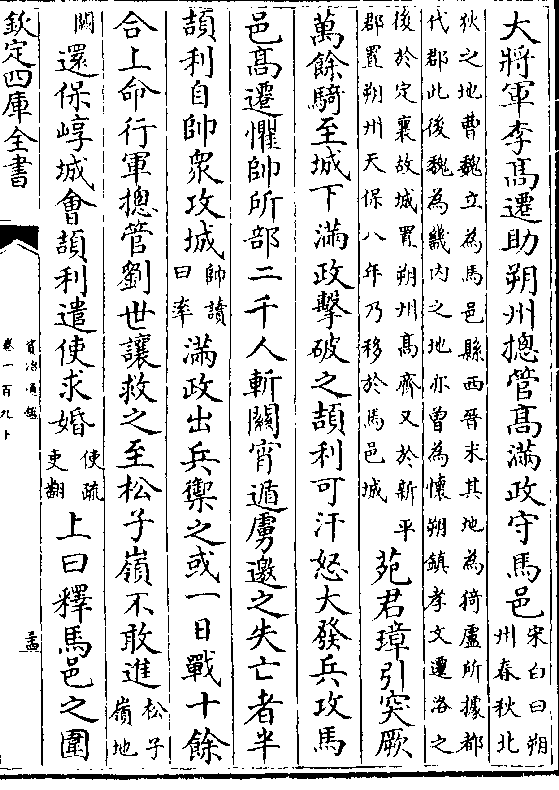 大將軍李髙遷助朔州摠管髙滿政守馬邑宋白曰朔州春秋北
狄之地曹魏立為馬邑縣西晉末其地為猗盧所據都
代郡此後魏為畿内之地亦曾為懷朔鎮孝文遷洛之
後於定襄故城置朔州髙齊又於新平
郡置朔州天保八年乃移於馬邑城苑君璋引突厥
萬餘騎至城下滿政擊破之頡利可汗怒大發兵攻馬
邑髙遷懼帥所部二千人斬關宵遁虜邀之失亡者半
頡利自帥衆攻城帥讀曰率滿政出兵禦之或一日戰十餘
合上命行軍摠管劉世讓救之至松子嶺不敢進松子嶺地
闕還保崞城會頡利遣使求婚使疏吏翻上曰釋馬邑之圍
欽定四庫全書
資治通鑑
卷一百九十